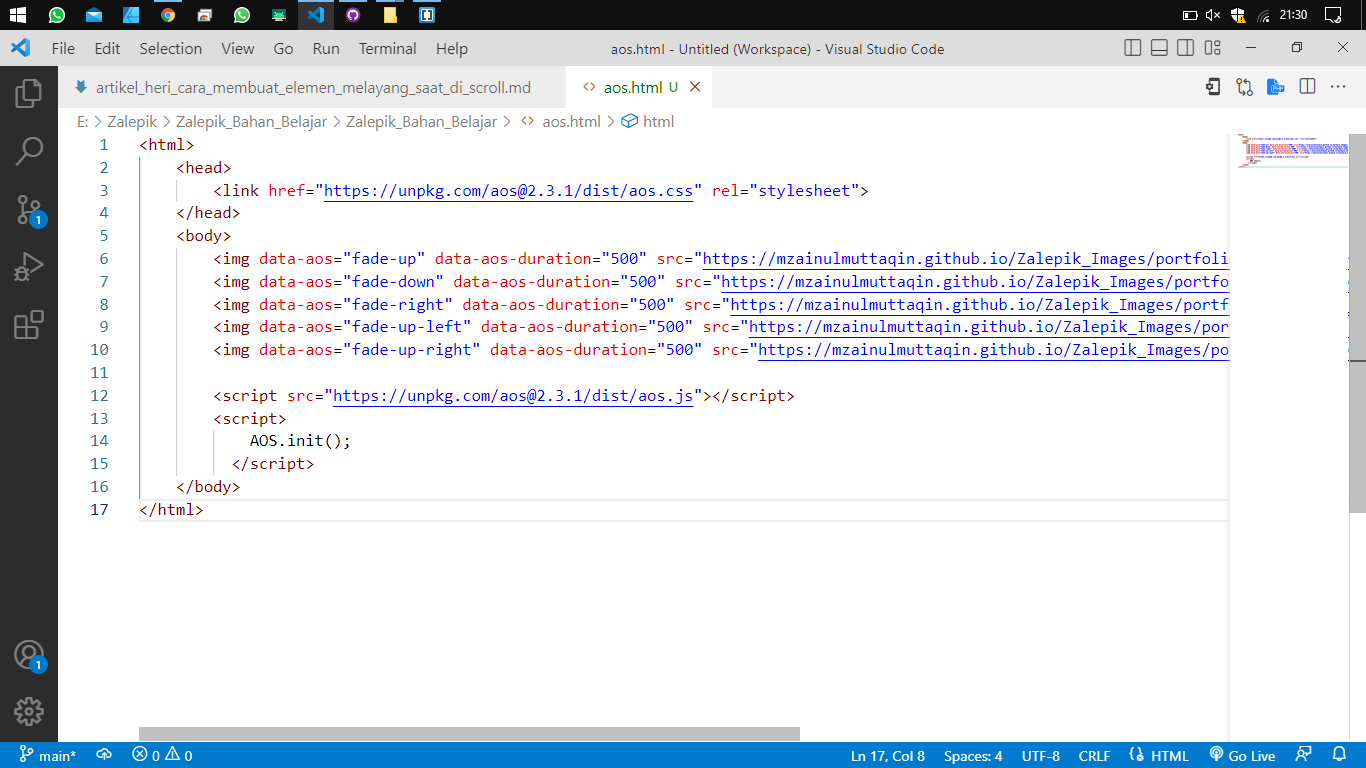 21:30
File Edit Selection View Go Run Terminal Help
aos.html - Untitled (Workspace) - Visual Studio Code
artikel_heri_cara_membuat_elemen_melayang_saat_di_scroll.md
<> aos.html U
E: > Zalepik > Zalepik_Bahan_Belajar > Zalepik_Bahan_Belajar > <> aos.html > html
1 <html>
2 <head>
3 <link href="https://unpkg.com/aos@2.3.1/dist/aos.css" rel="stylesheet">
4 </head>
5 <body>
6 <img data-aos="fade-up" data-aos-duration="500" src="https://mzainulmuttaqin.github.io/Zalepik_Images/portfoli
7 <img data-aos="fade-down" data-aos-duration="500" src="https://mzainulmuttaqin.github.io/Zalepik_Images/portfo
8 <img data-aos="fade-right" data-aos-duration="500" src="https://mzainulmuttaqin.github.io/Zalepik_Images/portf
9 <img data-aos="fade-up-left" data-aos-duration="500" src="https://mzainulmuttaqin.github.io/Zalepik_Images/por
10 <img data-aos="fade-up-right" data-aos-duration="500" src="https://mzainulmuttaqin.github.io/Zalepik_Images/po
11
12 <script src="https://unpkg.com/aos@2.3.1/dist/aos.js"></script>
13 <script>
14 AOS.init();
15 </script>
16 </body>
17 </html>
1
1
main* 0 0 Ln 17, Col 8 Spaces: 4 UTF-8 CRLF HTML Go Live